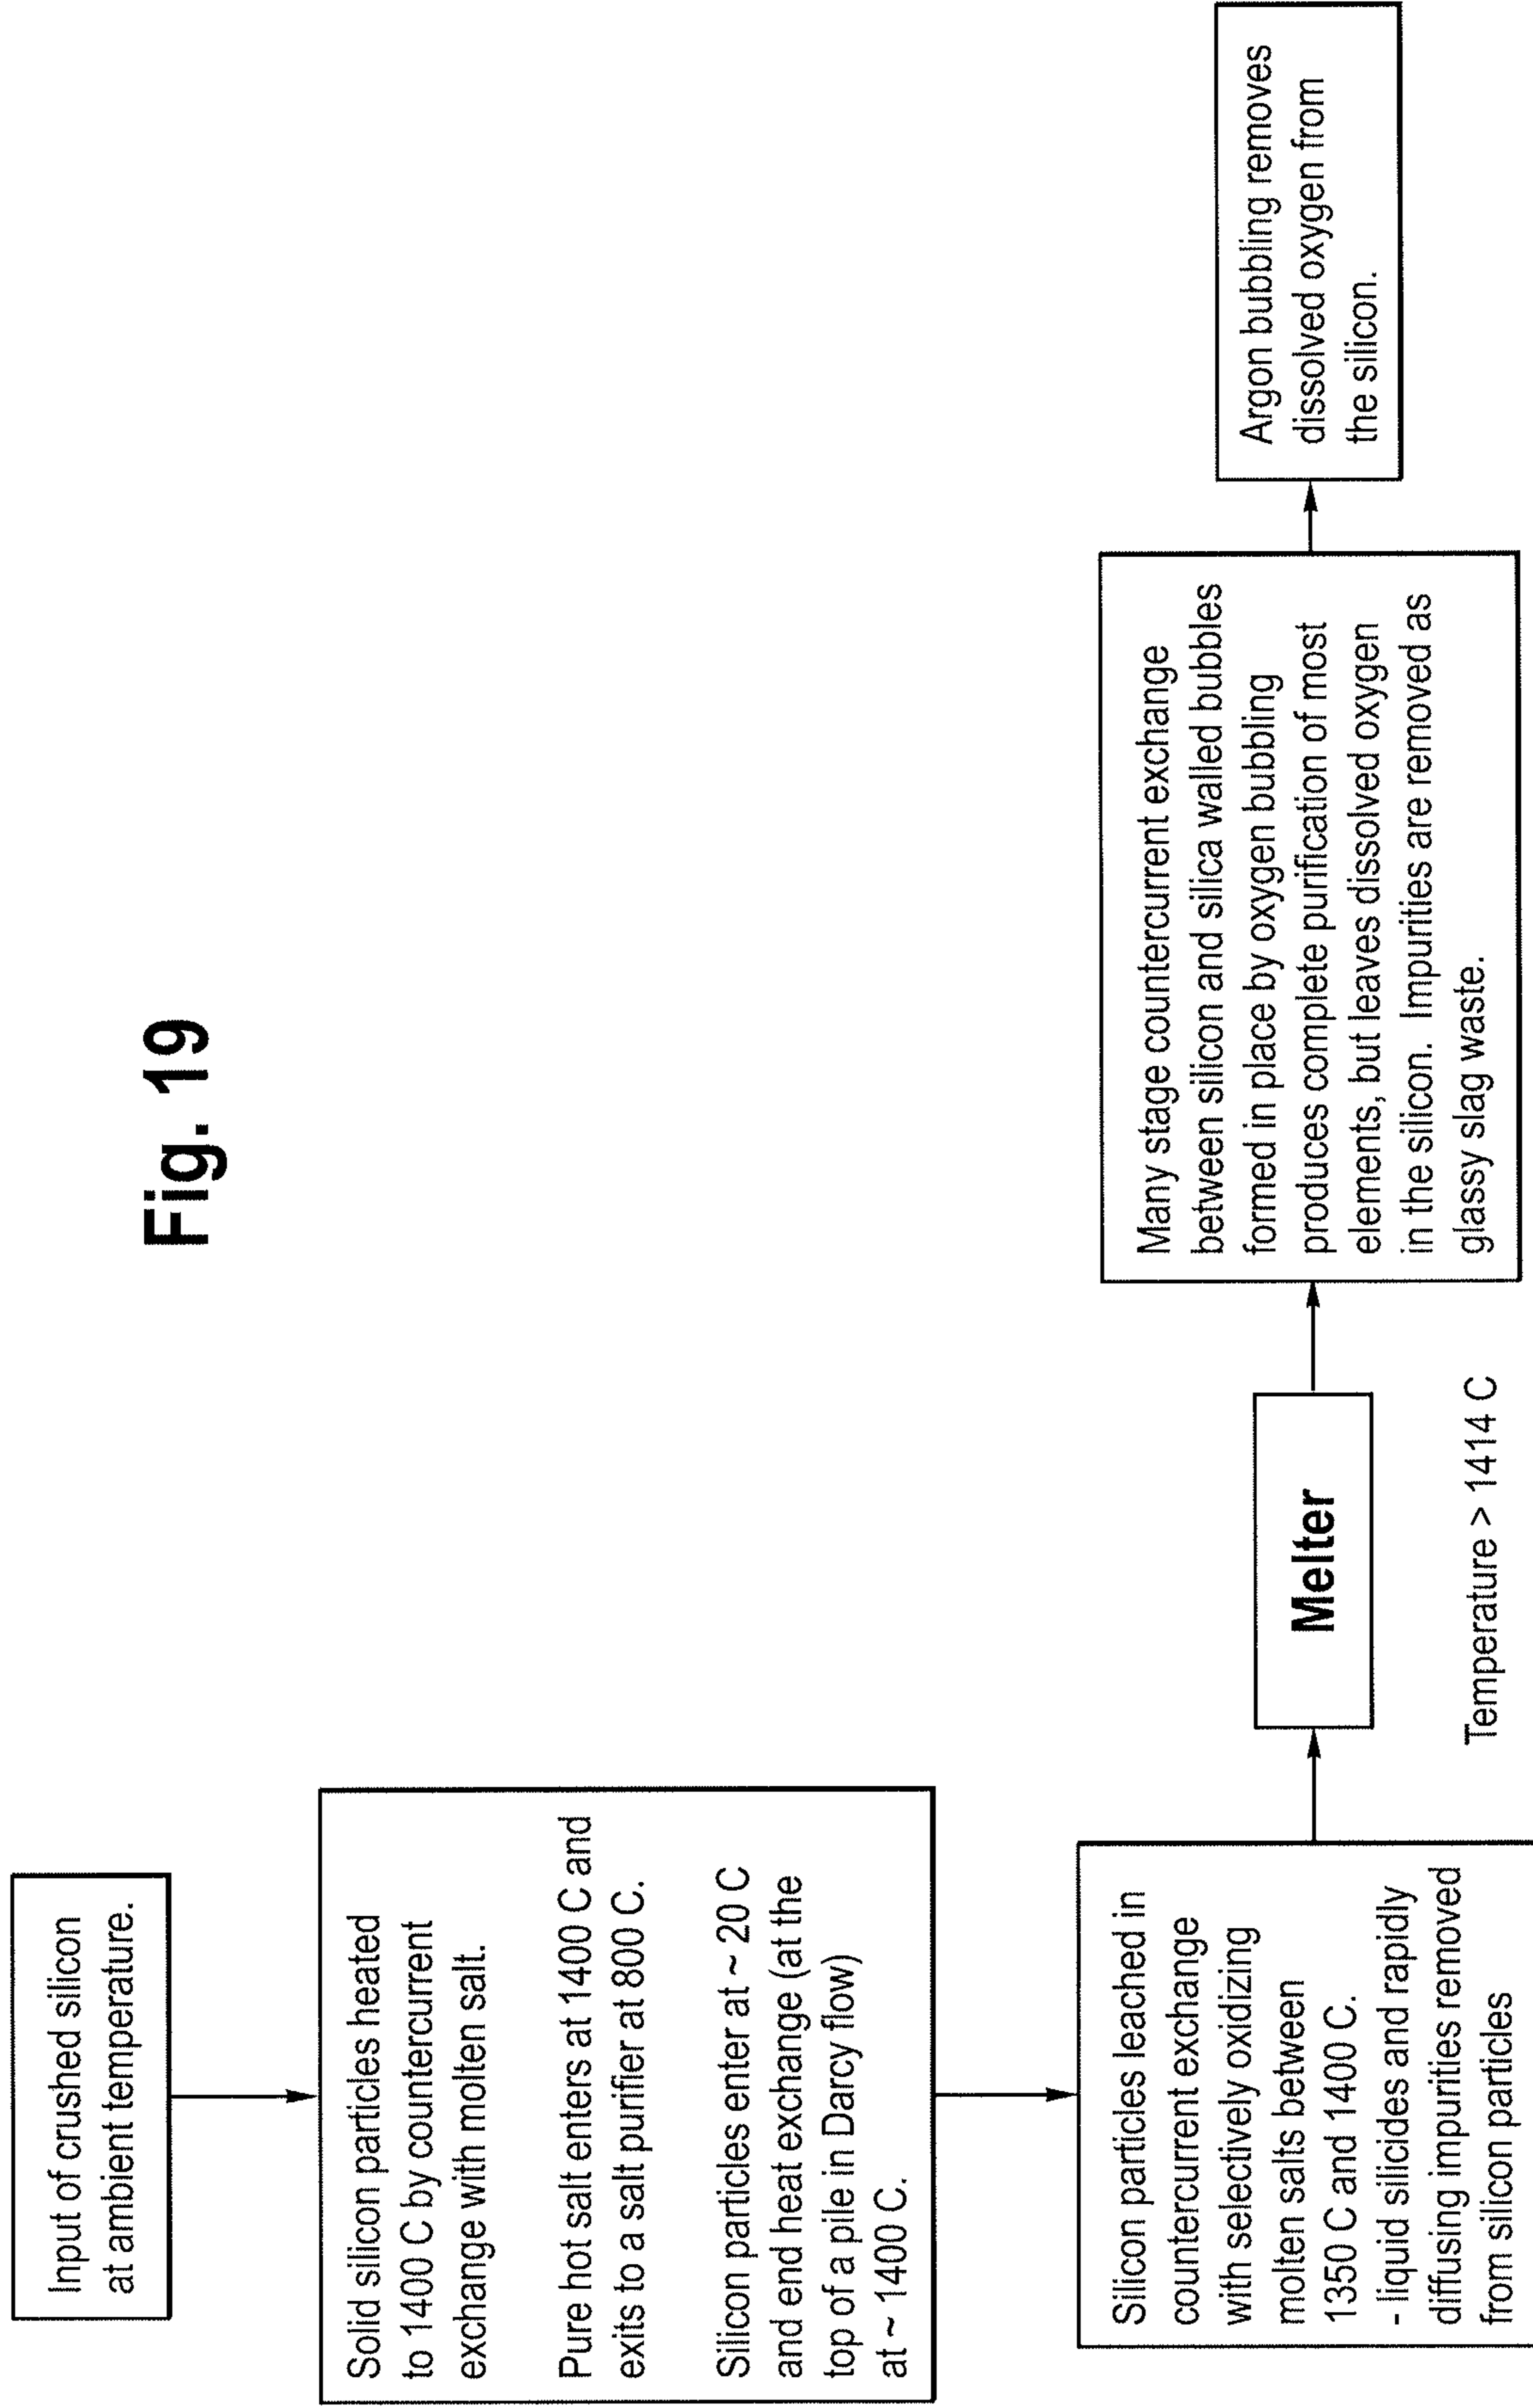 Fig. 19
Input of crushed silicon
at ambient temperature.
Solid silicon particles heated
to 1400 C by countercurrent
exchange with molten salt.
Pure hot salt enters at 1400 C and
exits to a salt purifier at 800 C.
Silicon particles enter at ~ 20 C
and end heat exchange (at the
top of a pile in Darcy flow)
at ~ 1400 C.
Silicon particles leached in
countercurrent exchange
with selectively oxidizing
molten salts between
1350 C and 1400 C.
- liquid silicides and rapidly
diffusing impurities removed
from silicon particles
Melter
Temperature > 1414 C
Many stage countercurrent exchange
between silicon and silica walled bubbles
formed in place by oxygen bubbling
produces complete purification of most
elements, but leaves dissolved oxygen
in the silicon. Impurities are removed as
glassy slag waste.
Argon bubbling removes
dissolved oxygen from
the silicon.